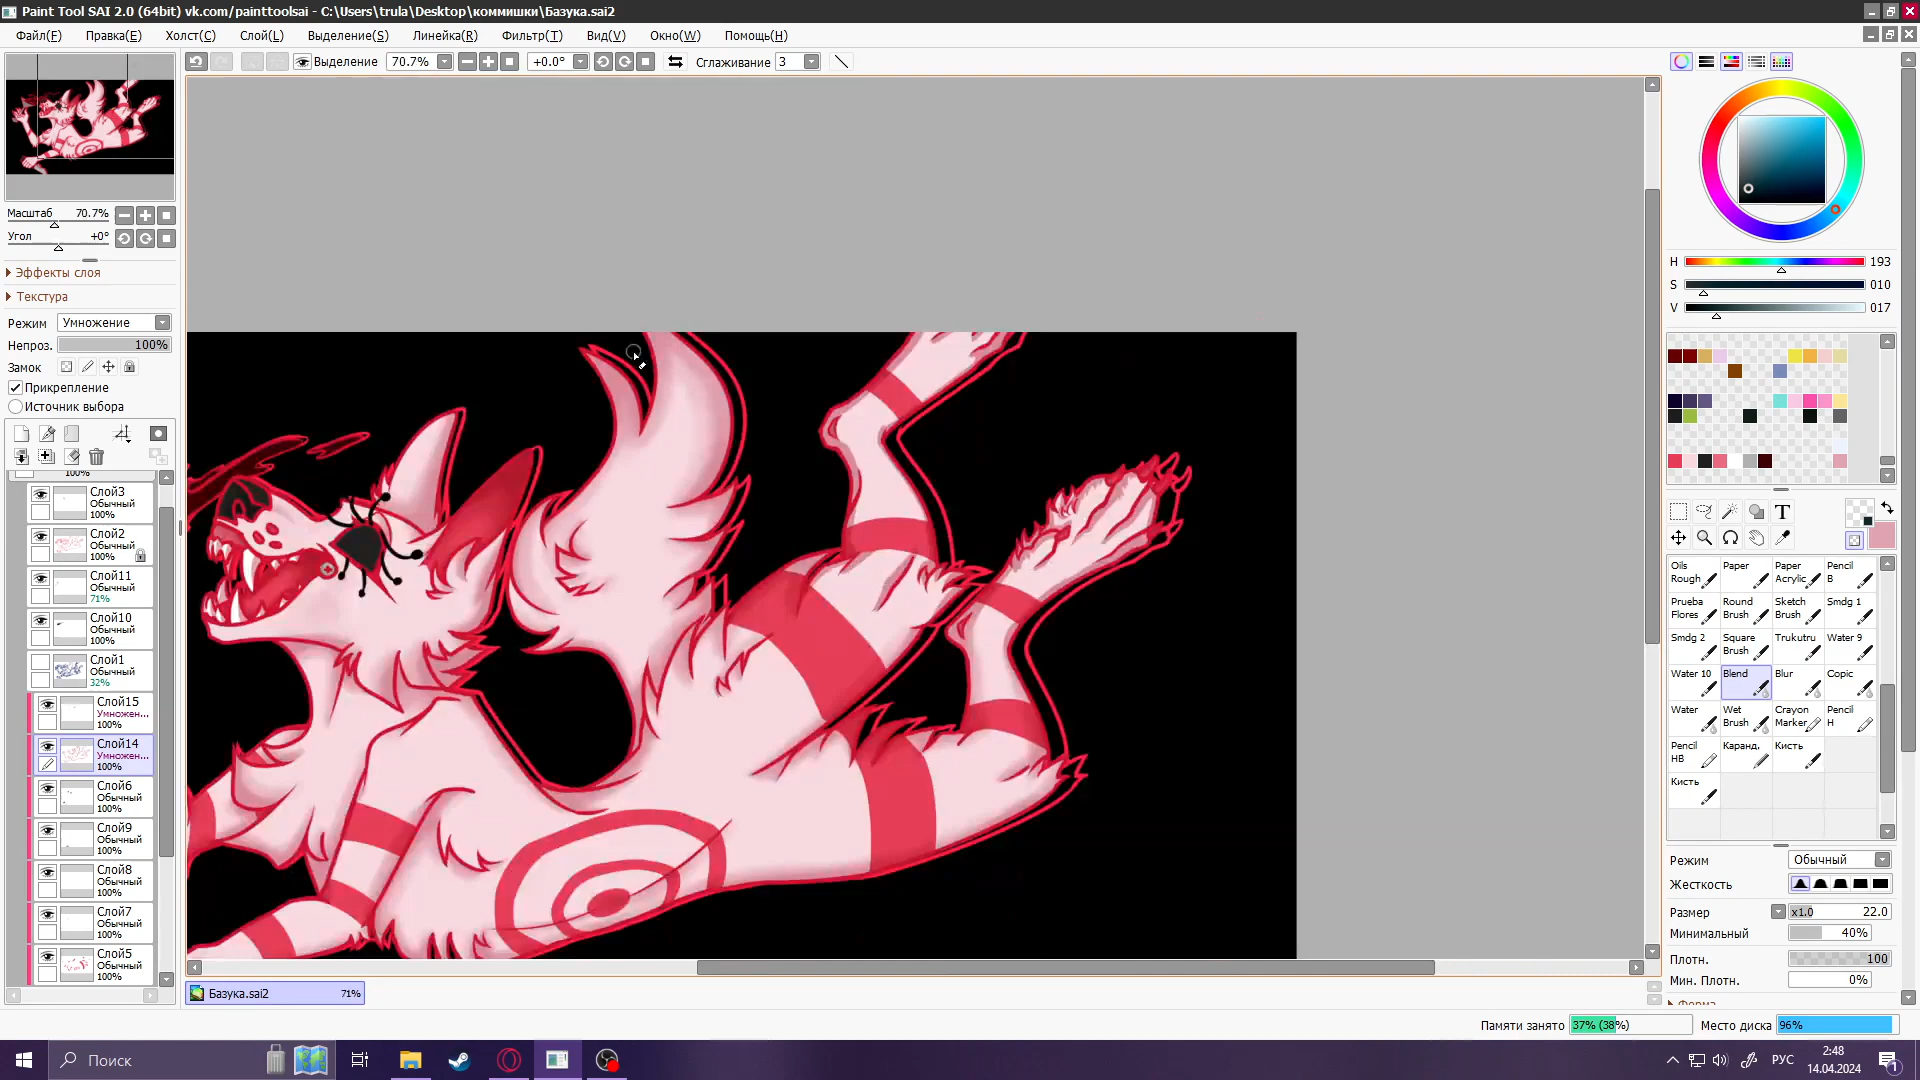 Paint Tool SAI 2.0 (64bit) vk.com/painttoolsai - C:\Users\trula\Desktop\коммишки\Базука.sai2
Файл(F) Правка(E) Холст(C) Слой(L) Выделение(S) Линейка(R) Фильтр(T) Вид(V) Окно(W) Помощь(H)
Выделение 70.7% +0.0° Сглаживание 3
Масштаб 70.7%
Угол +0°
Эффекты слоя
Текстура
Режим Умножение
Непроз. 100%
Замок
Прикрепление
Источник выбора
100%
Слой3
Обычный
100%
Слой2
Обычный
100%
Слой11
Обычный
71%
Слой10
Обычный
100%
Слой1
Обычный
32%
Слой15
Умножен...
100%
Слой14
Умножен...
100%
Слой6
Обычный
100%
Слой9
Обычный
100%
Слой8
Обычный
100%
Слой7
Обычный
100%
Слой5
Обычный
100%
Базука.sai2 71%
H 193
S 010
V 017
T
Oils Rough Paper Paper Acrylic Pencil B
Prueba Flores Round Brush Sketch Brush Smdg 1
Smdg 2 Square Brush Trukutru Water 9
Water 10 Blend Blur Copic
Water Wet Brush Crayon Marker Pencil H
Pencil HB Каранд. Кисть
Кисть
Режим Обычный
Жесткость
Размер x1.0 22.0
Минимальный 40%
Плотн. 100
Мин. Плотн. 0%
Форма
Памяти занято 37% (38%) Место диска 96%
Поиск
РУС
2:48
14.04.2024
1